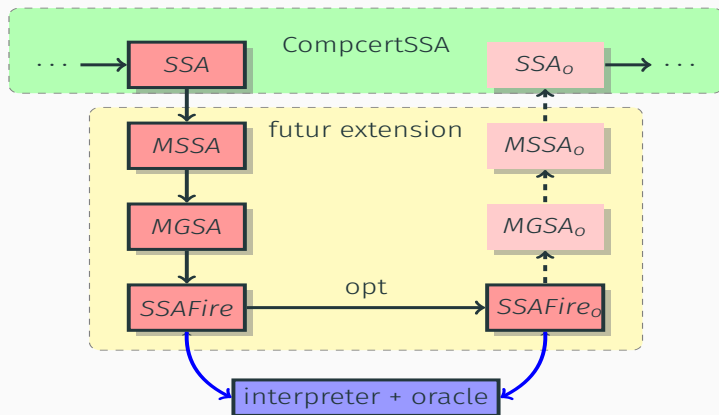 CompcertSSA
... SSA SSAₒ ...
futur extension
MSSA MSSAₒ
MGSA MGSAₒ
opt
SSAFire SSAFireₒ
interpreter + oracle